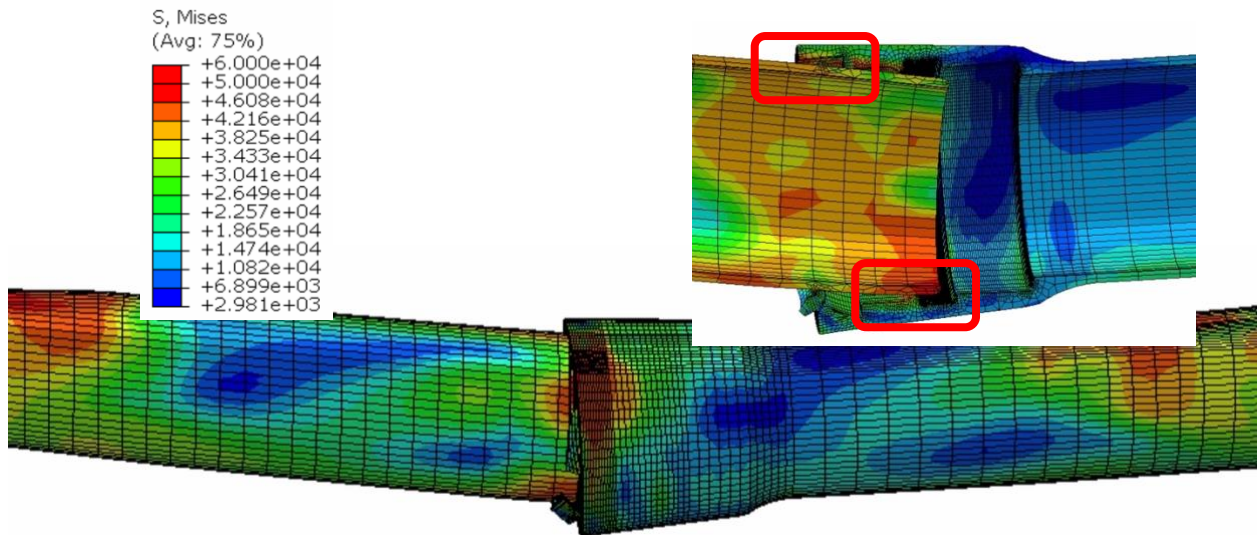 S, Mises
(Avg: 75%)
+6.000e+04
+5.000e+04
+4.608e+04
+4.216e+04
+3.825e+04
+3.433e+04
+3.041e+04
+2.649e+04
+2.257e+04
+1.865e+04
+1.474e+04
+1.082e+04
+6.899e+03
+2.981e+03